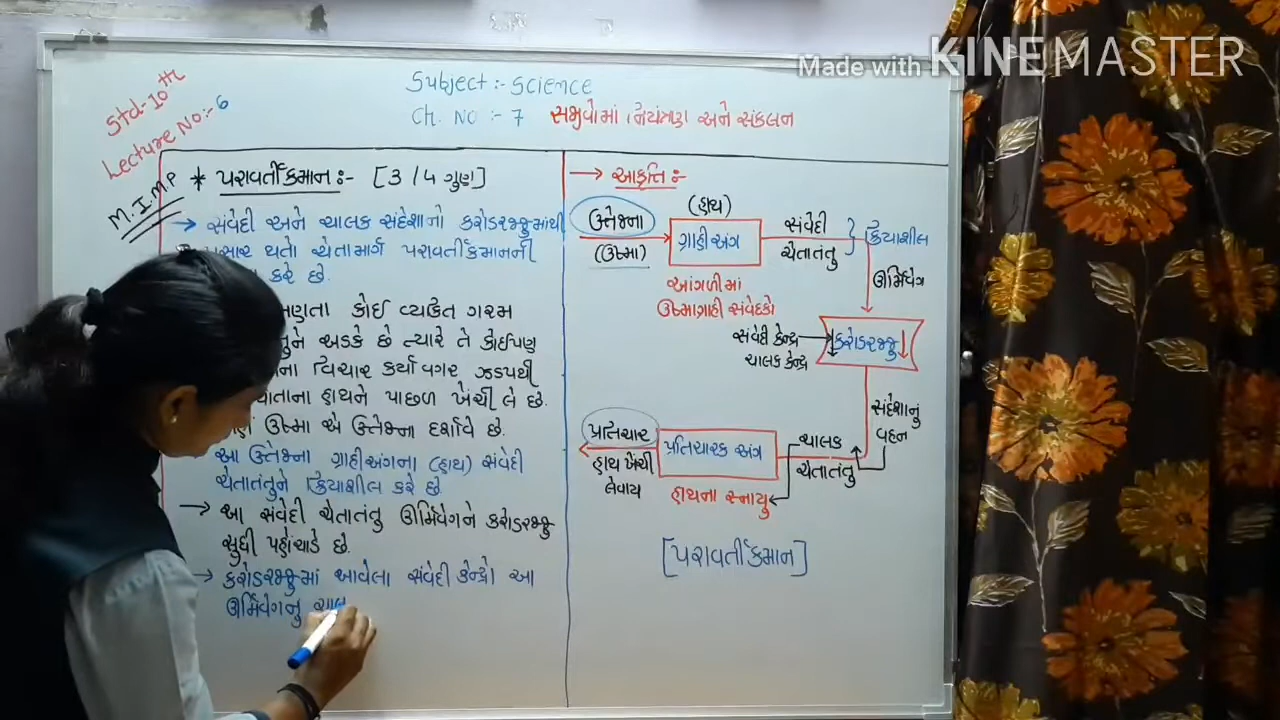 Made with KINEMASTER
Std-10th
Lecture No:- 6
Subject :- Science
Ch. No :- 7 સજીવોમાં નિયંત્રણ અને સંકલન
M.I.M.P
* પરાવર્તી કમાન :- [3/4 ગુણ]
→ સંવેદી અને ચાલક સંદેશાનો કરોડરજ્જુમાંથી
પસાર થતો ચેતામાર્ગ પરાવર્તી કમાનની
કરે છે.
કોઈ વ્યક્તિ ગરમ
અડકે છે ત્યારે તે કોઈપણ
વિચાર કર્યા વગર ઝડપથી
પોતાના હાથને પાછળ ખેંચી લે છે.
ઉષ્મા એ ઉત્તેજના દર્શાવે છે.
આ ઉત્તેજના ગ્રાહીઅંગના (હાથ) સંવેદી
ચેતાતંતુને ક્રિયાશીલ કરે છે
→ આ સંવેદી ચેતાતંતુ ઊર્મિવેગને કરોડરજ્જુ
સુધી પહોંચાડે છે.
→ કરોડરજ્જુમાં આવેલા સંવેદી કેન્દ્રો આ
ઊર્મિવેગનુ ચાલ
→ આકૃતિ :-
ઉત્તેજના
(ઉષ્મા)
(હાથ)
ગ્રાહીઅંગ
આંગળીમાં
ઉષ્માગ્રાહી સંવેદકો
સંવેદી
ચેતાતંતુ
ક્રિયાશીલ
ઊર્મિવેગ
સંવેદી કેન્દ્ર
ચાલક કેન્દ્ર
કરોડરજ્જુ
સંદેશાનું
વહન
ચાલક
ચેતાતંતુ
પ્રતિચારક અંગ
હાથના સ્નાયુ
પ્રતિચાર
હાથ ખેંચી
લેવાય
[પરાવર્તી કમાન]